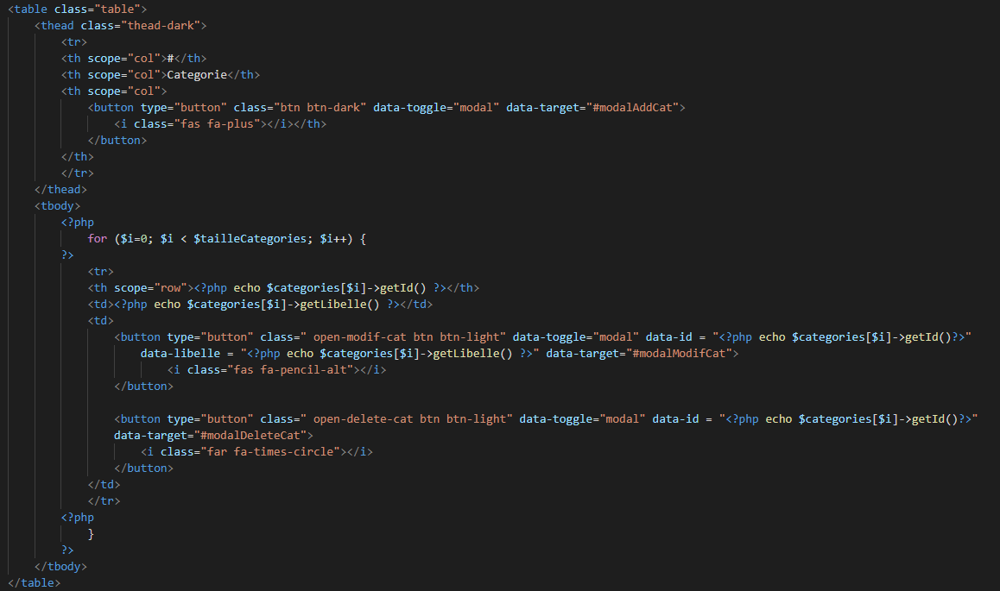 <table class="table">
<thead class="thead-dark">
<tr>
<th scope="col">#</th>
<th scope="col">Categorie</th>
<th scope="col">
<button type="button" class="btn btn-dark" data-toggle="modal" data-target="#modalAddCat">
<i class="fas fa-plus"></i></th>
</button>
</th>
</tr>
</thead>
<tbody>
<?php
for ($i=0; $i < $tailleCategories; $i++) {
?>
<tr>
<th scope="row"><?php echo $categories[$i]->getId() ?></th>
<td><?php echo $categories[$i]->getLibelle() ?></td>
<td>
<button type="button" class=" open-modif-cat btn btn-light" data-toggle="modal" data-id = "<?php echo $categories[$i]->getId()?>"
data-libelle = "<?php echo $categories[$i]->getLibelle() ?>" data-target="#modalModifCat">
<i class="fas fa-pencil-alt"></i>
</button>
<button type="button" class=" open-delete-cat btn btn-light" data-toggle="modal" data-id = "<?php echo $categories[$i]->getId()?>"
data-target="#modalDeleteCat">
<i class="far fa-times-circle"></i>
</button>
</td>
</tr>
<?php
}
?>
</tbody>
</table>